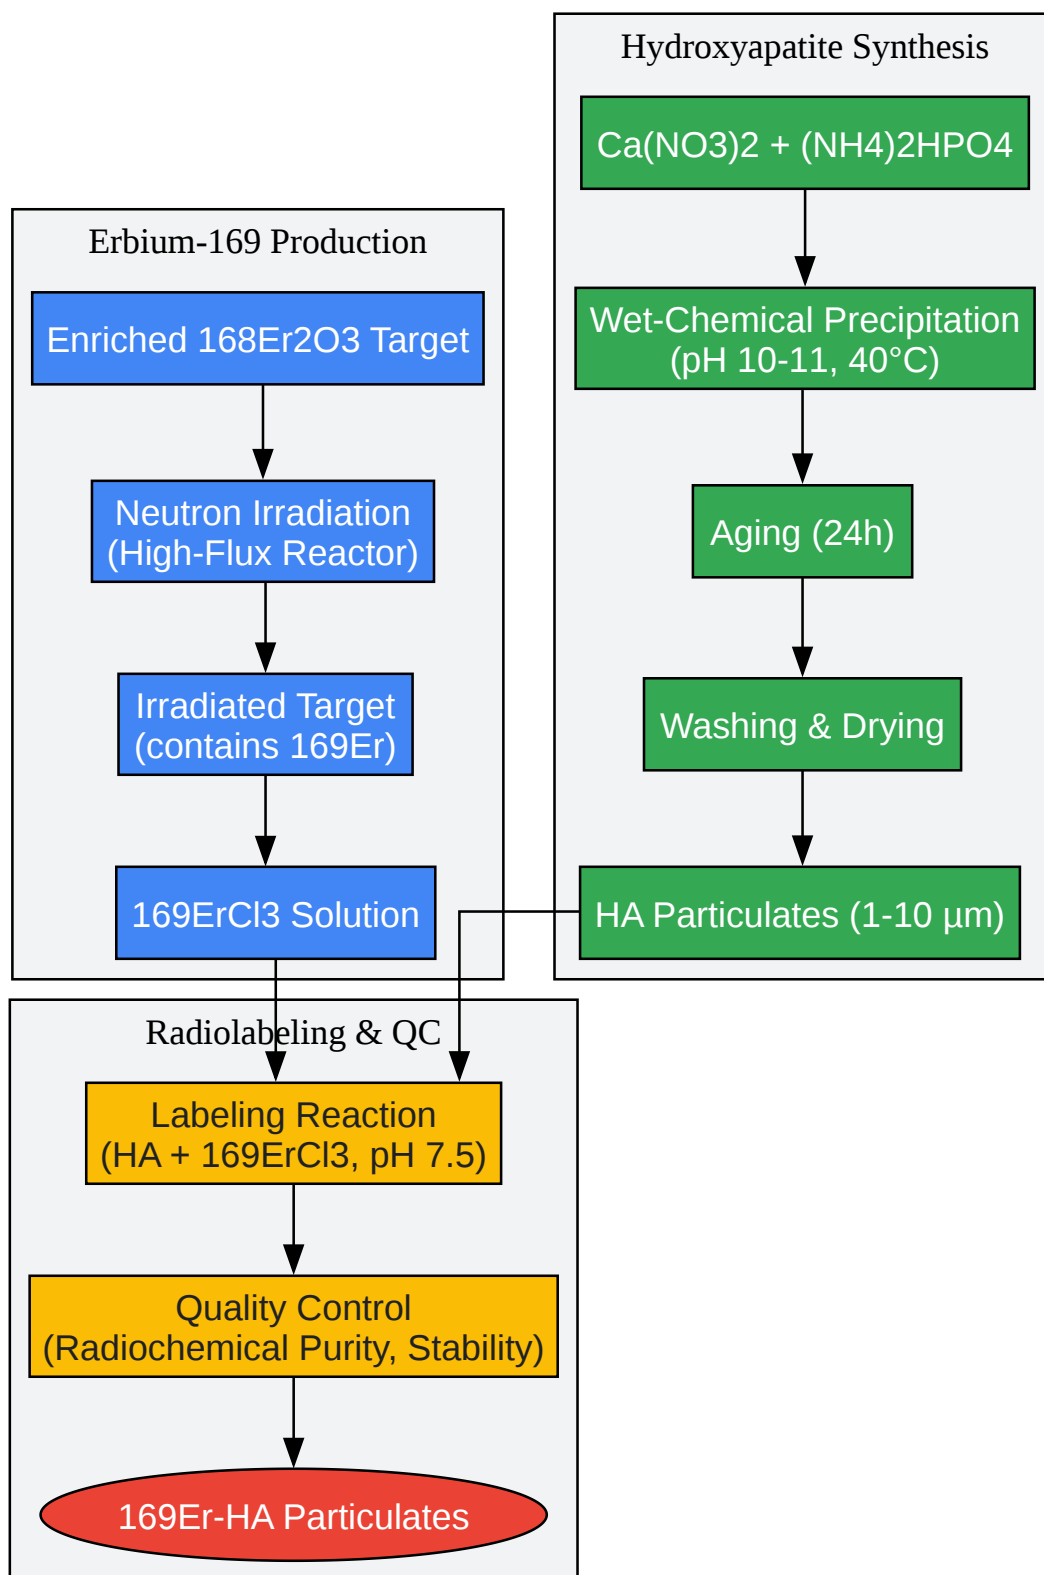 Hydroxyapatite Synthesis
Ca(NO3)2 + (NH4)2HPO4
Wet-Chemical Precipitation
(pH 10-11, 40°C)
Aging (24h)
Washing & Drying
HA Particulates (1-10 µm)
Erbium-169 Production
Enriched 168Er2O3 Target
Neutron Irradiation
(High-Flux Reactor)
Irradiated Target
(contains 169Er)
169ErCl3 Solution
Radiolabeling & QC
Labeling Reaction
(HA + 169ErCl3, pH 7.5)
Quality Control
(Radiochemical Purity, Stability)
169Er-HA Particulates